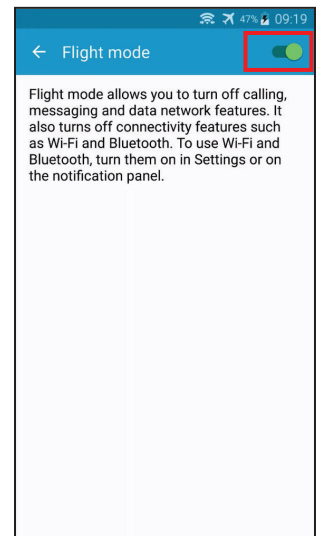 47% 09:19
Flight mode
Flight mode allows you to turn off calling,
messaging and data network features. It
also turns off connectivity features such
as Wi-Fi and Bluetooth. To use Wi-Fi and
Bluetooth, turn them on in Settings or on
the notification panel.